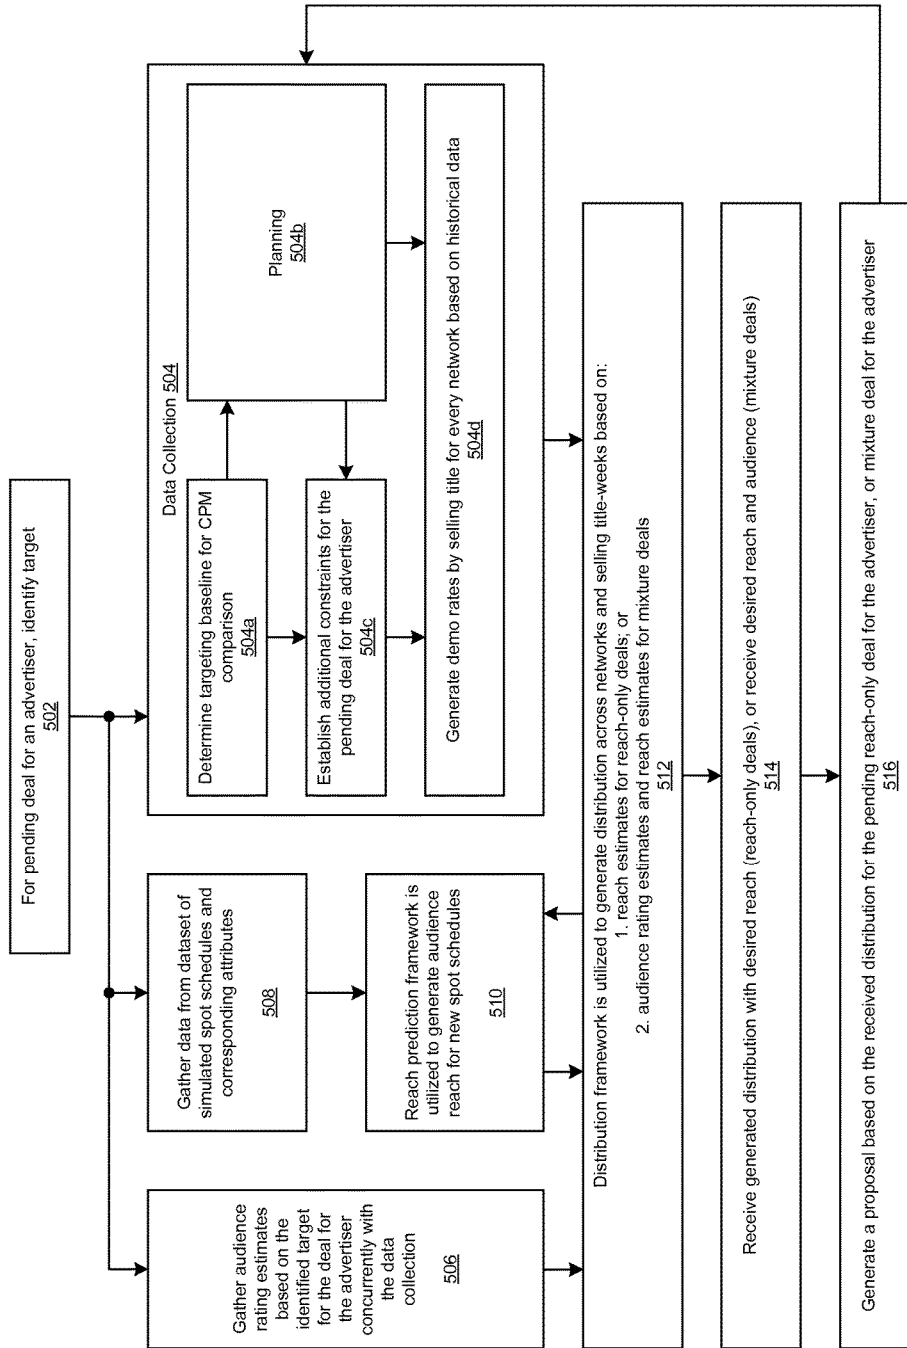 For pending deal for an advertiser, identify target
502
Gather audience
rating estimates
based on the
identified target
for the deal for
the advertiser
concurrently with
the data
collection
506
Gather data from dataset of
simulated spot schedules and
corresponding attributes
508
Reach prediction framework is
utilized to generate audience
reach for new spot schedules
510
Data Collection 504
Determine targeting baseline for CPM
comparison
504a
Planning
504b
Establish additional constraints for the
pending deal for the advertiser
504c
Generate demo rates by selling title for every network based on historical data
504d
Distribution framework is utilized to generate distribution across networks and selling title-weeks based on:
1. reach estimates for reach-only deals; or
2. audience rating estimates and reach estimates for mixture deals
512
Receive generated distribution with desired reach (reach-only deals), or receive desired reach and audience (mixture deals)
514
Generate a proposal based on the received distribution for the pending reach-only deal for the advertiser, or mixture deal for the advertiser
516